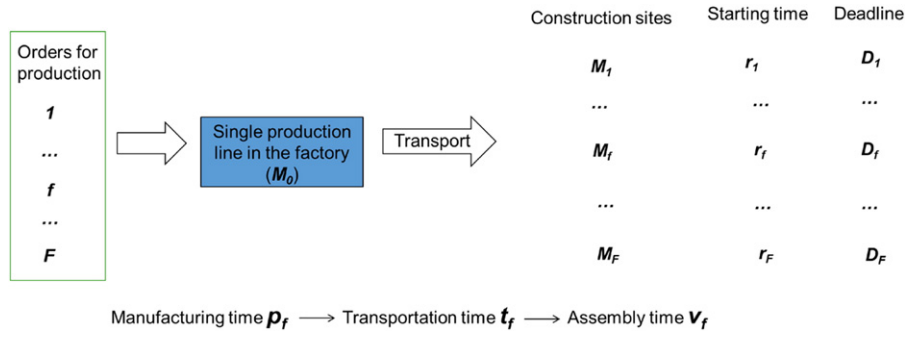 Construction sites Starting time Deadline
Orders for
production
M1 r1 D1
1
... ... ...
Single production
line in the factory
(M0)
Transport
... Mf rf Df
f
... ... ...
...
F MF rF DF
Manufacturing time pf → Transportation time tf → Assembly time vf